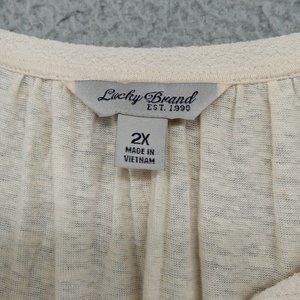 Lucky Brand
EST. 1990
2X
MADE IN
VIETNAM